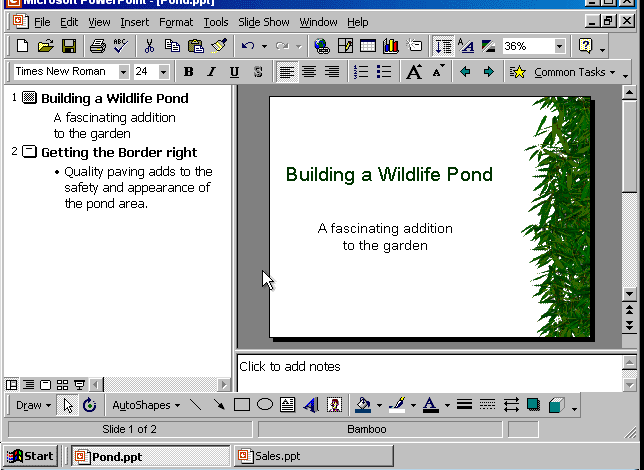 Microsoft PowerPoint - [Pond.ppt]
File Edit View Insert Format Tools Slide Show Window Help
36%
Times New Roman 24 B I U S Common Tasks
1 Building a Wildlife Pond
A fascinating addition
to the garden
2 Getting the Border right
• Quality paving adds to the
safety and appearance of
the pond area.
Building a Wildlife Pond
A fascinating addition
to the garden
Click to add notes
Draw AutoShapes
Slide 1 of 2 Bamboo
Start Pond.ppt Sales.ppt